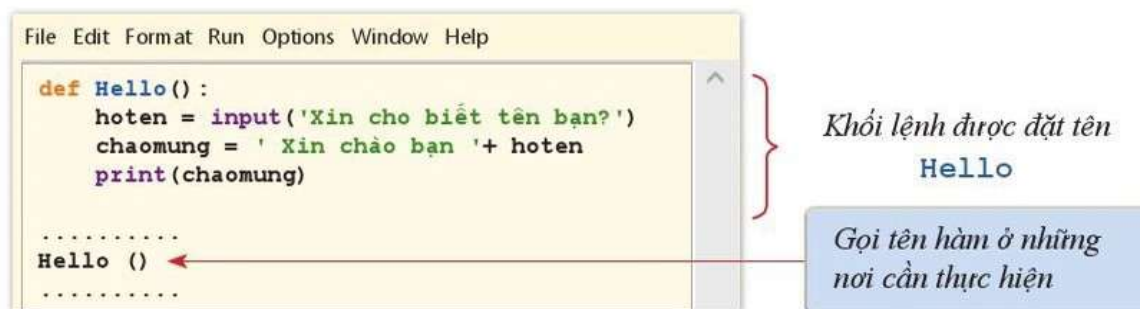 File Edit Format Run Options Window Help
def Hello():
    hoten = input('Xin cho biết tên bạn?')
    chaomung = ' Xin chào bạn '+ hoten
    print(chaomung)
..........
Hello ()
..........
Khối lệnh được đặt tên
Hello
Gọi tên hàm ở những
nơi cần thực hiện